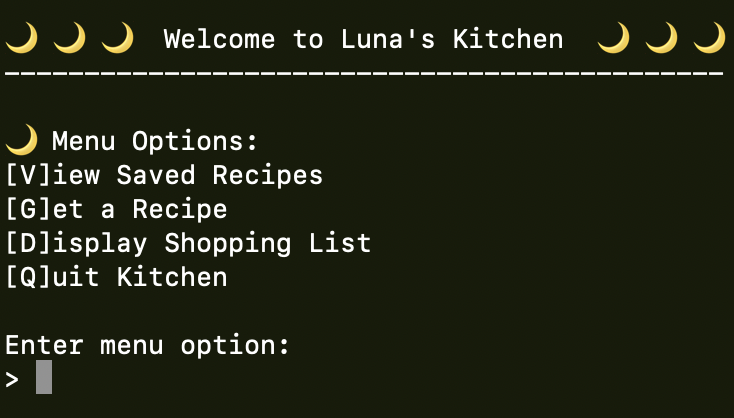 🌙 🌙 🌙 Welcome to Luna's Kitchen 🌙 🌙 🌙
---------------------------------------------
🌙 Menu Options:
[V]iew Saved Recipes
[G]et a Recipe
[D]isplay Shopping List
[Q]uit Kitchen
Enter menu option:
>